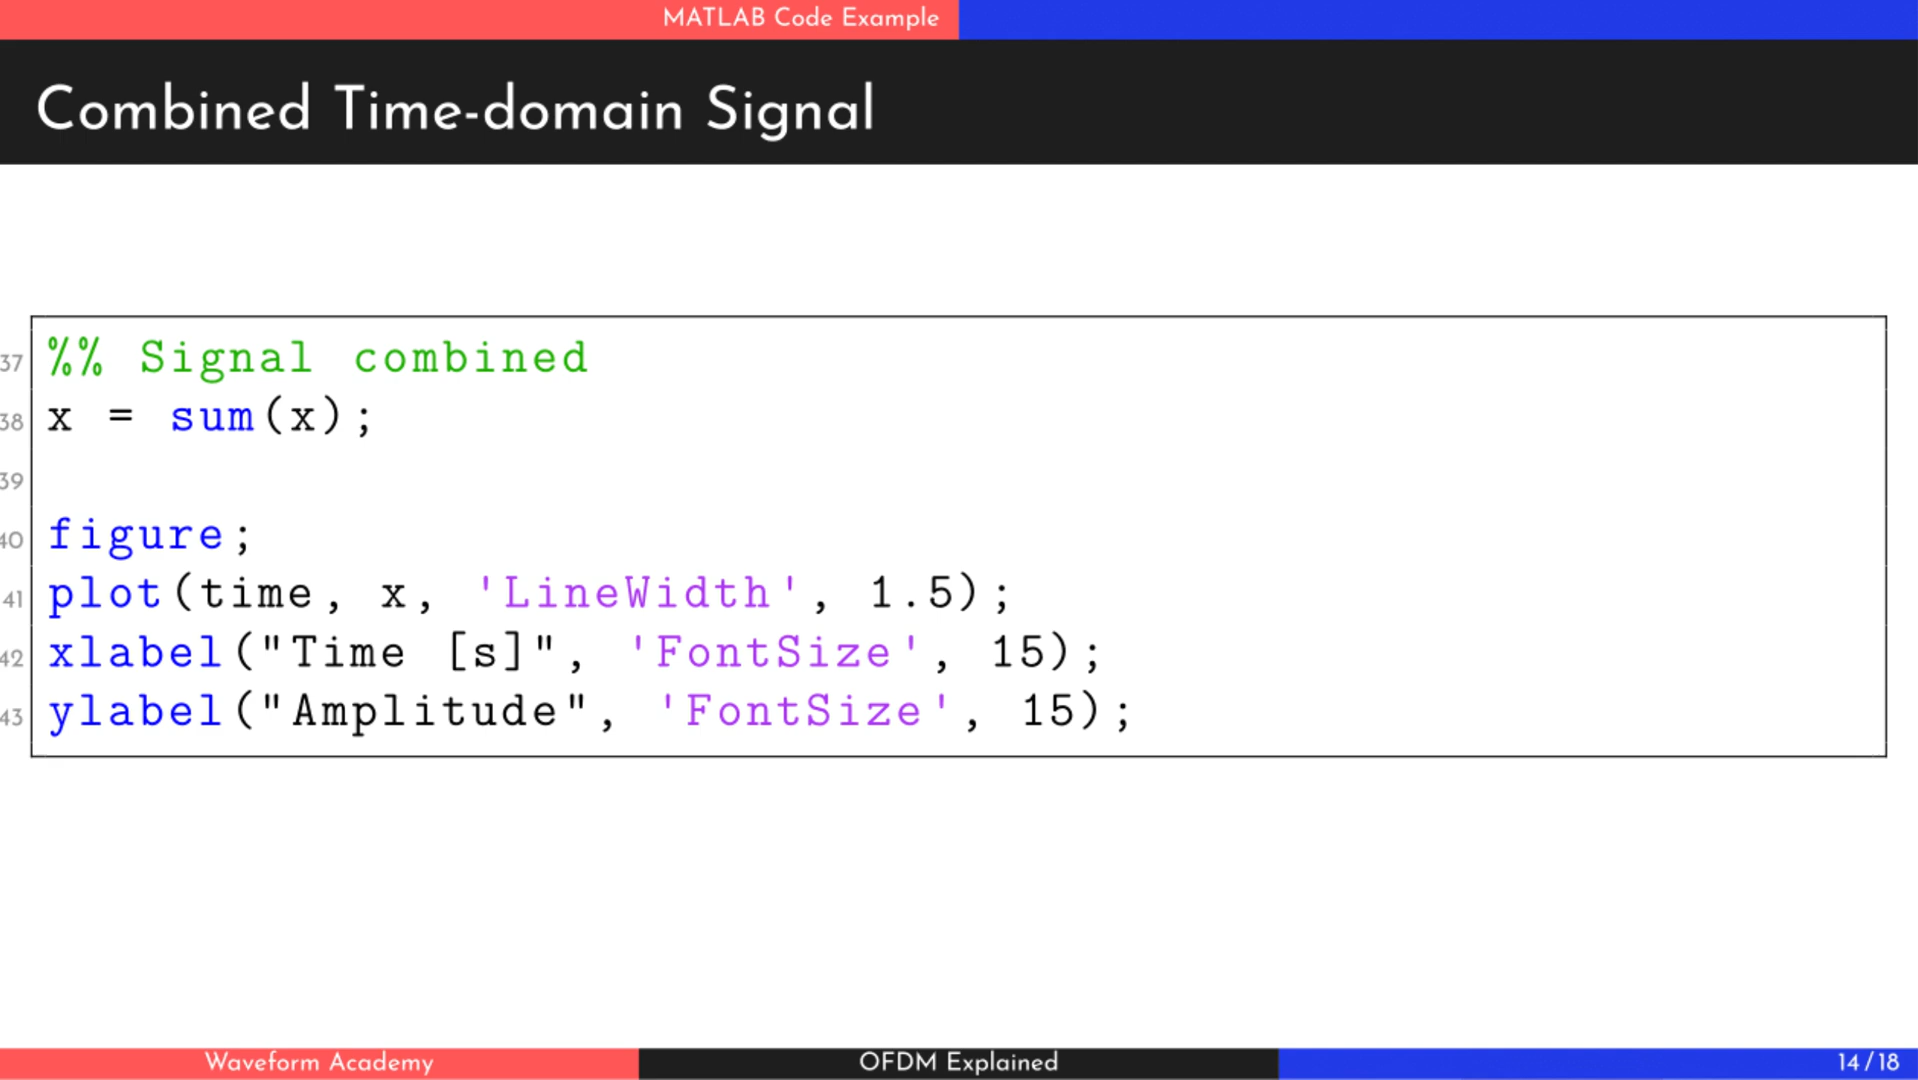 MATLAB Code Example
Combined Time-domain Signal
37 %% Signal combined
38 x = sum(x);
39
40 figure;
41 plot(time, x, 'LineWidth', 1.5);
42 xlabel("Time [s]", 'FontSize', 15);
43 ylabel("Amplitude", 'FontSize', 15);
Waveform Academy
OFDM Explained
14/18